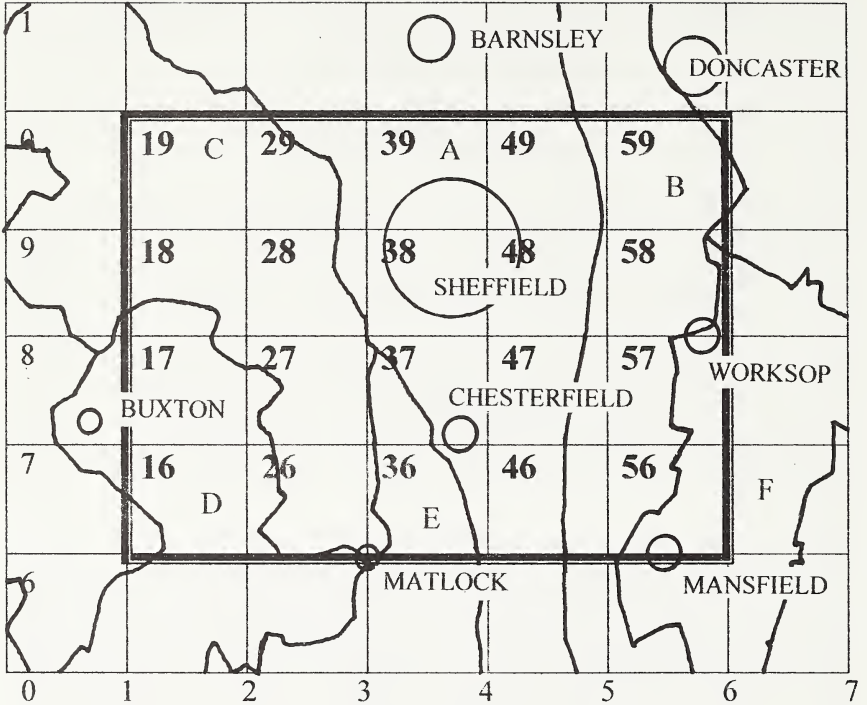 1
BARNSLEY
DONCASTER
0
19 C 29 39 A 49 59
B
9
18 28 38 48 58
SHEFFIELD
8
17 27 37 47 57
WORKSOP
CHESTERFIELD
BUXTON
7
16 26 36 46 56
D E F
6
MATLOCK MANSFIELD
0 1 2 3 4 5 6 7